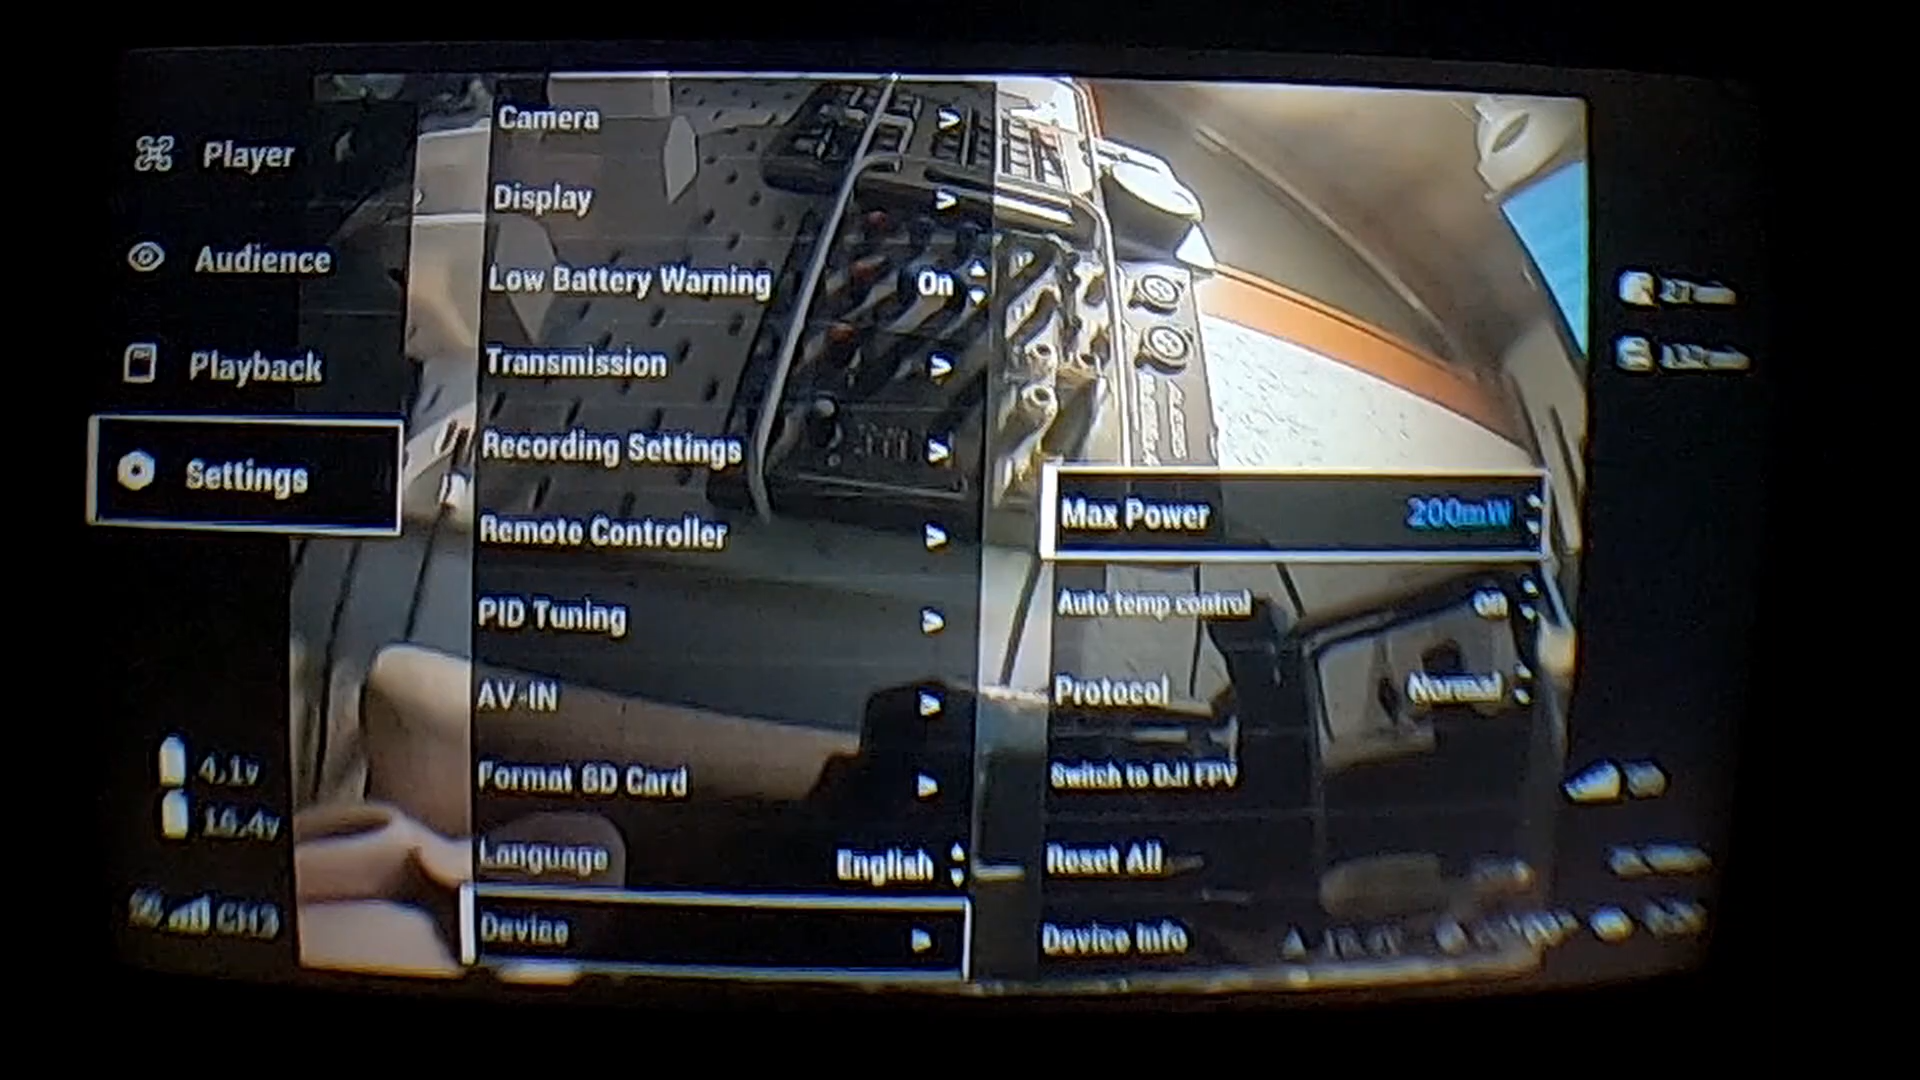 Player
Audience
Playback
Settings
4.1v
16.4v
Camera
Display
Low Battery Warning On
Transmission
Recording Settings
Remote Controller
PID Tuning
AV-IN
Format SD Card
Language English
Device
Max Power 200mW
Auto temp control
Protocol Normal
Switch to DJI FPV
Reset All
Device Info